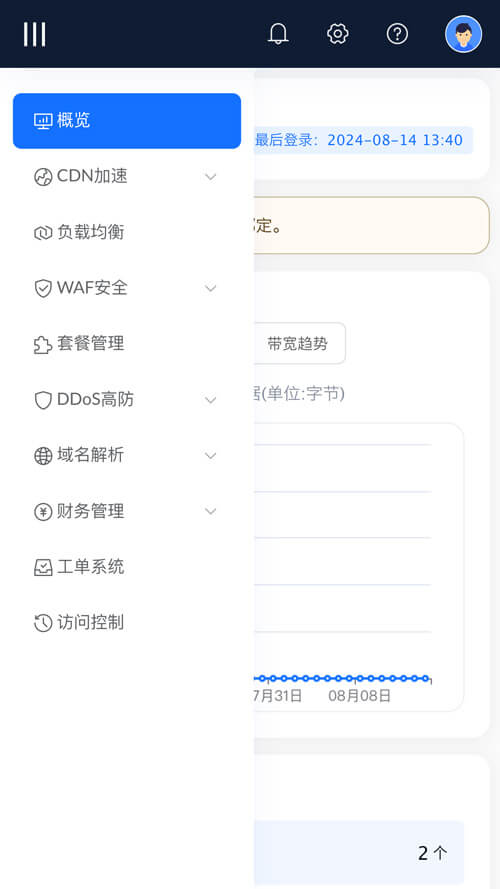 概览
CDN加速
负载均衡
WAF安全
套餐管理
DDoS高防
域名解析
财务管理
工单系统
访问控制
最后登录：2024-08-14 13:40
定。
带宽趋势
(单位:字节)
7月31日
08月08日
2 个